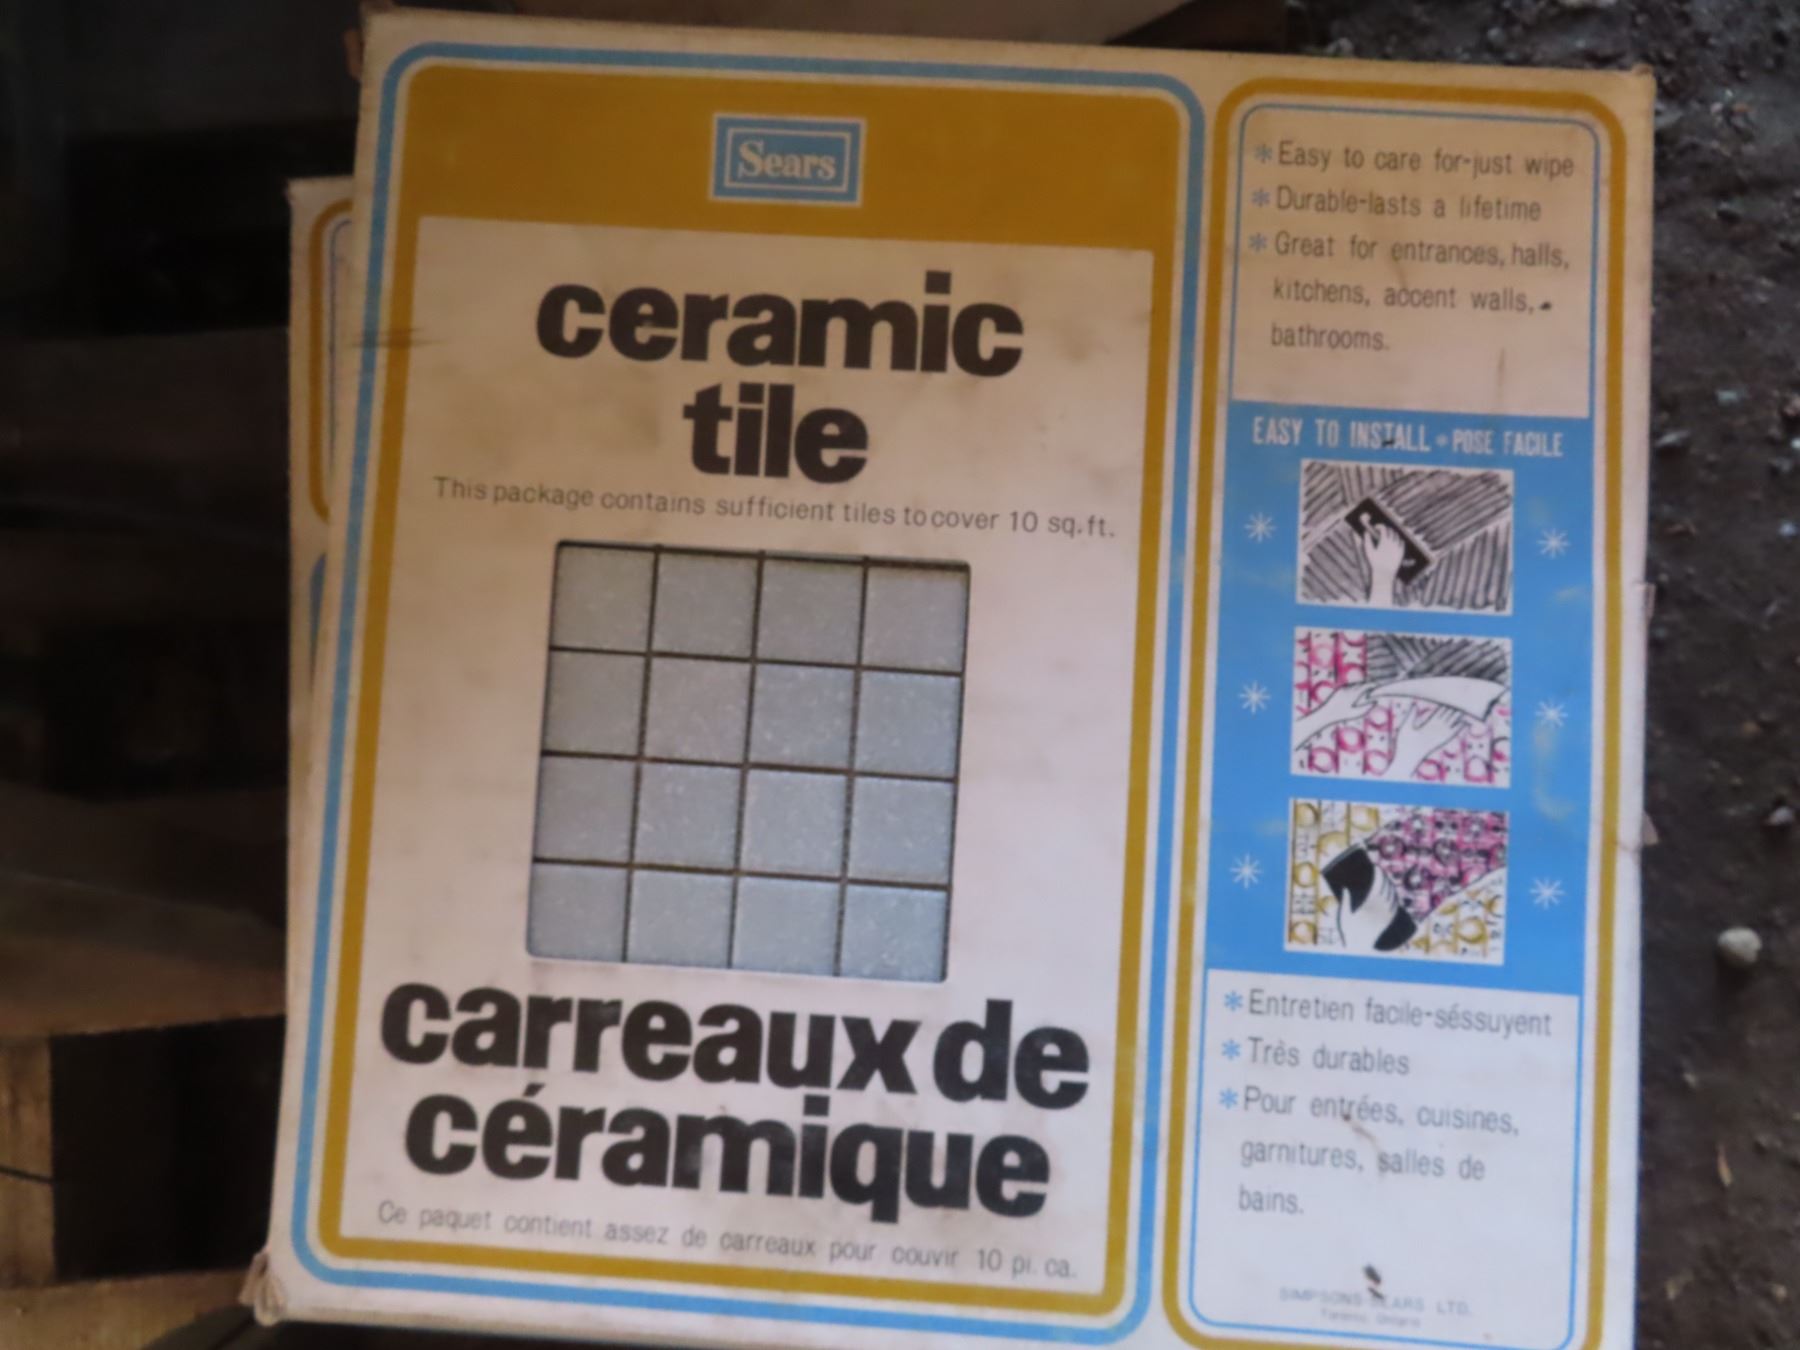 Sears
ceramic
tile
This package contains sufficient tiles to cover 10 sq. ft.
carreaux de
céramique
Ce paquet contient assez de carreaux pour couvir 10 pi. ca.
* Easy to care for-just wipe
* Durable-lasts a lifetime
* Great for entrances, halls,
kitchens, accent walls,
bathrooms.
EASY TO INSTALL * POSE FACILE
* Entretien facile-séssuyent
* Très durables
* Pour entrées, cuisines,
garnitures, salles de
bains.
SIMPSONS-SEARS LTD.
Toronto, Ontario